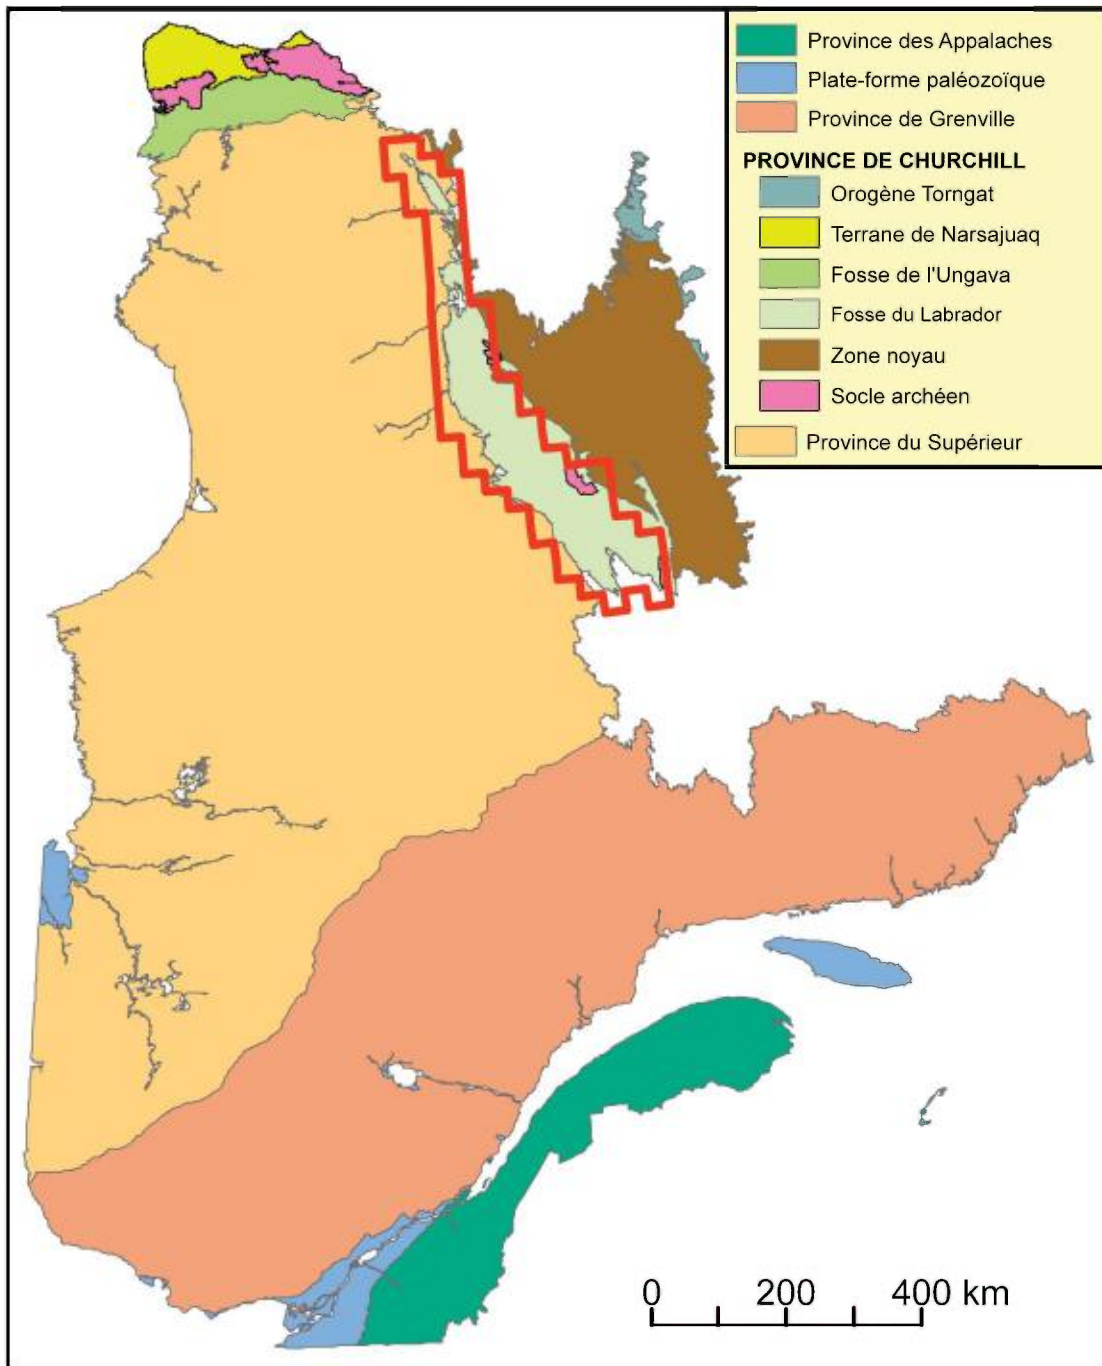 Province des Appalaches
Plate-forme paléozoïque
Province de Grenville
PROVINCE DE CHURCHILL
Orogène Torngat
Terrane de Narsajuaq
Fosse de l'Ungava
Fosse du Labrador
Zone noyau
Socle archéen
Province du Supérieur
0 200 400 km